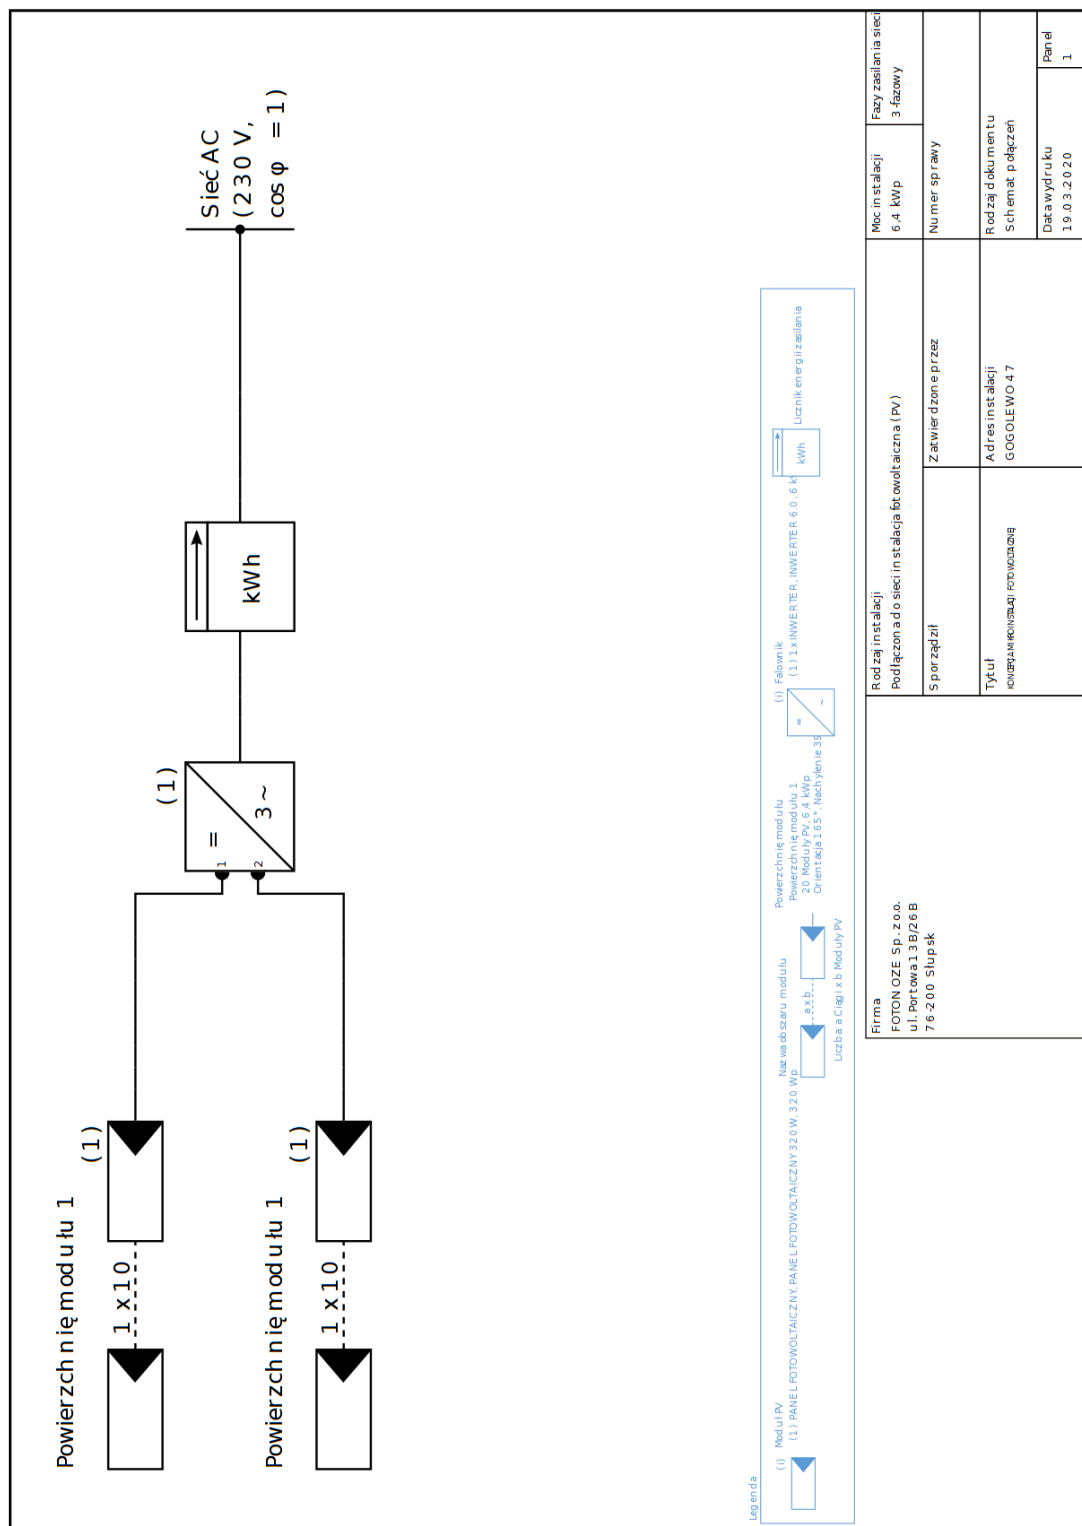 Powierzchnię modułu 1
(1)
1 x 10
Powierzchnię modułu 1
(1)
1 x 10
(1)
1
2
=
3 ~
kWh
Sieć AC
(230 V,
cos φ = 1)
Legenda
(i) Moduł PV
(1) PANEL FOTOWOLTAICZNY, PANEL FOTOWOLTAICZNY 320 W, 320 Wp
Nazwa obszaru modułu
a x b
Liczba: a Ciągi x b Moduły PV
Powierzchnię modułu
Powierzchnię modułu 1
20 Moduły PV, 6,4 kWp
Orientacja 165 °, Nachylenie 39
(i) Falownik
=
~
(1) 1 x INWERTER, INWERTER 6.0, 6 k
kWh
Licznik energii zasilania
Firma
FOTON OZE Sp. z o.o.
ul. Portowa 13B/26B
76-200 Słupsk
Rodzaj instalacji
Podłączona do sieci instalacja fotowoltaiczna (PV)
Moc instalacji
6,4 kWp
Fazy zasilania sieci
3-fazowy
Sporządził
Zatwierdzone przez
Numer sprawy
Tytuł
KONCEPCJA MIKROINSTALACJI FOTOWOLTAICZNEJ
Adres instalacji
GOGOLEWO 47
Rodzaj dokumentu
Schemat połączeń
Data wydruku
19.03.2020
Panel
1